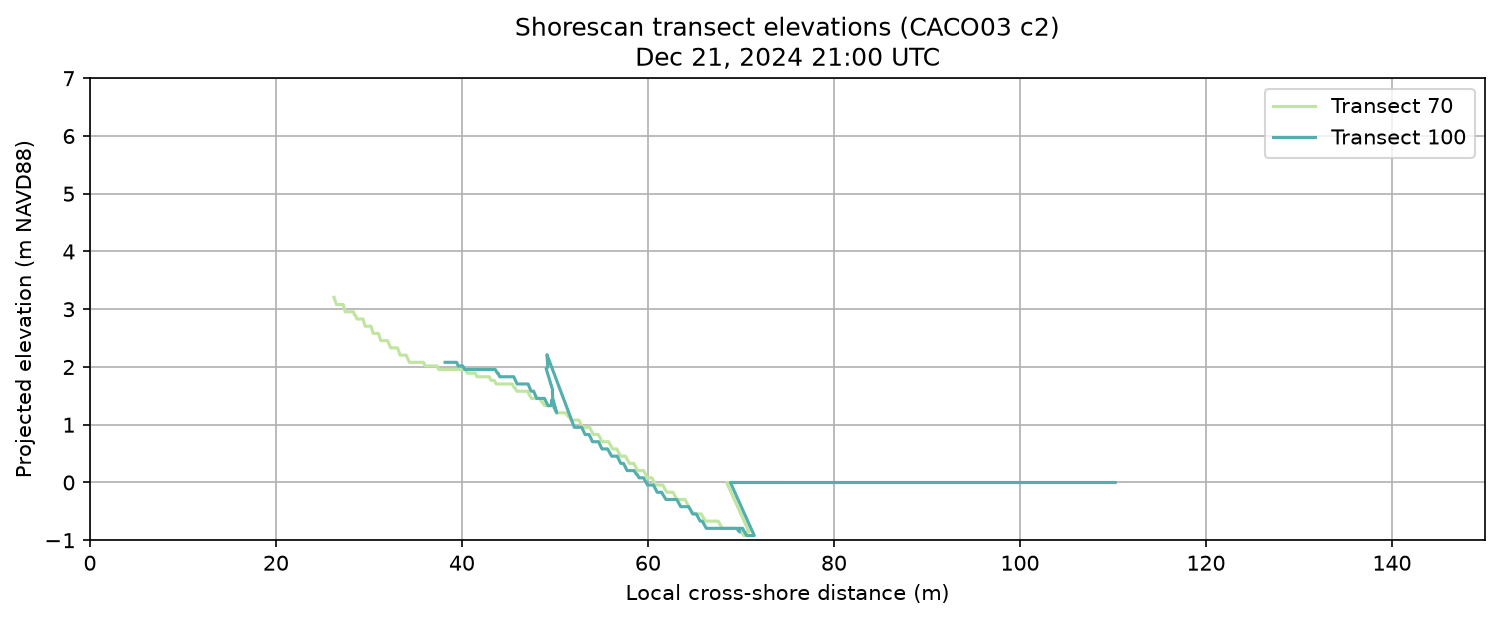 Shorescan transect elevations (CACO03 c2)
Dec 21, 2024 21:00 UTC
Projected elevation (m NAVD88)
7
6
5
4
3
2
1
0
−1
Transect 70
Transect 100
0 20 40 60 80 100 120 140
Local cross-shore distance (m)